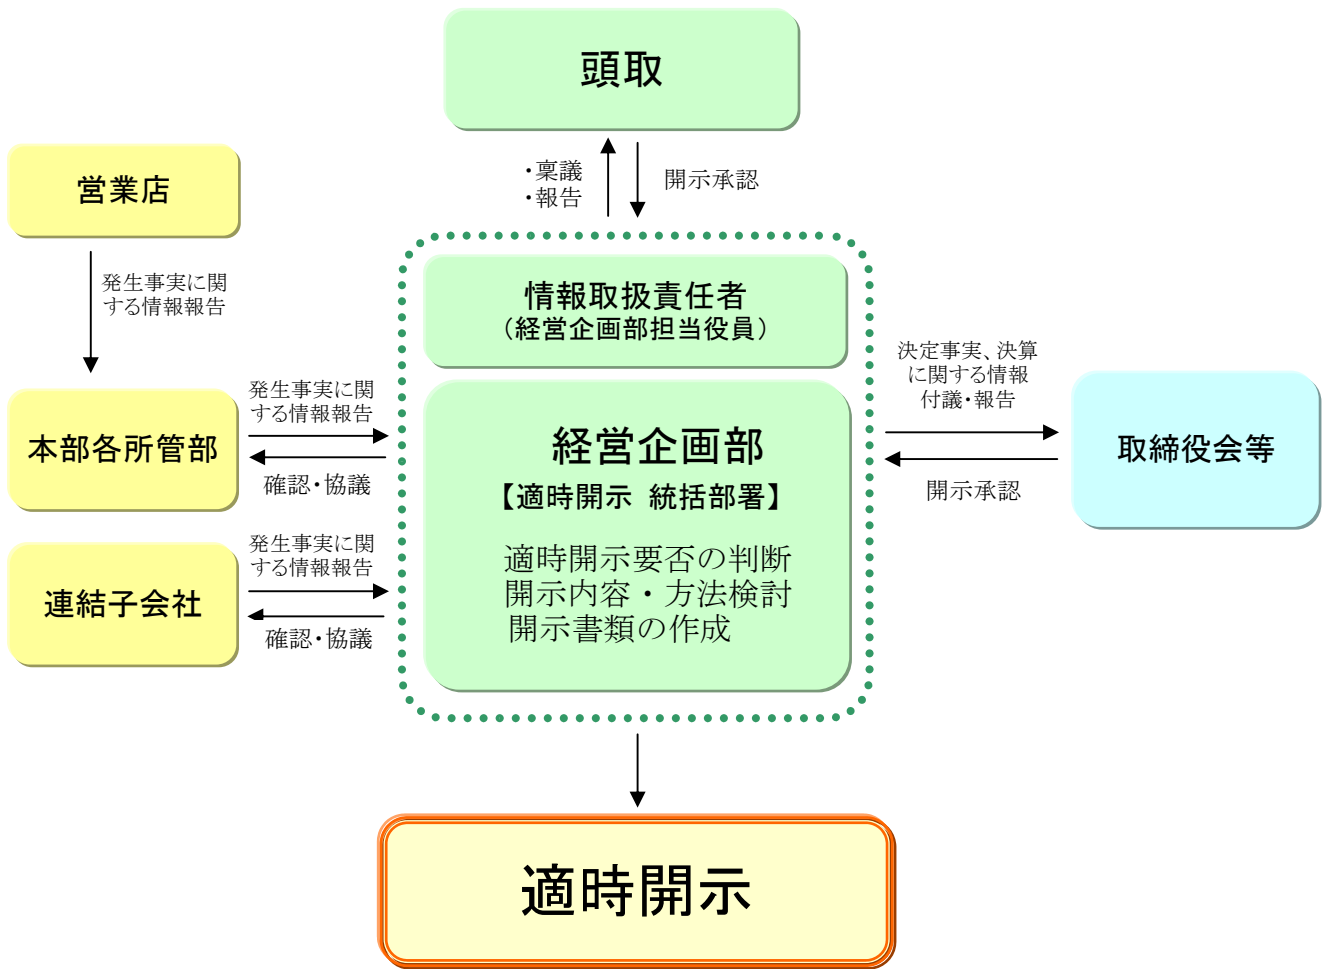 頭取
・稟議
・報告
開示承認
営業店
発生事実に関
する情報報告
情報取扱責任者
（経営企画部担当役員）
決定事実、決算
に関する情報
付議・報告
発生事実に関
する情報報告
本部各所管部
確認・協議
経営企画部
【適時開示 統括部署】
取締役会等
開示承認
発生事実に関
する情報報告
連結子会社
確認・協議
適時開示要否の判断
開示内容・方法検討
開示書類の作成
適時開示